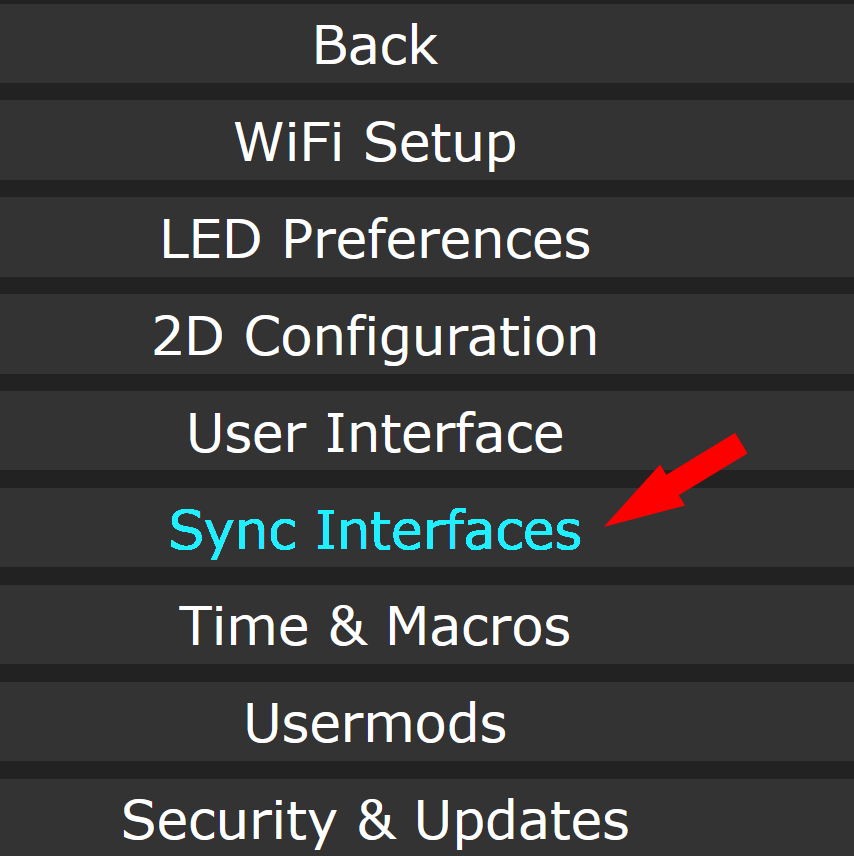 Back
WiFi Setup
LED Preferences
2D Configuration
User Interface
Sync Interfaces
Time & Macros
Usermods
Security & Updates